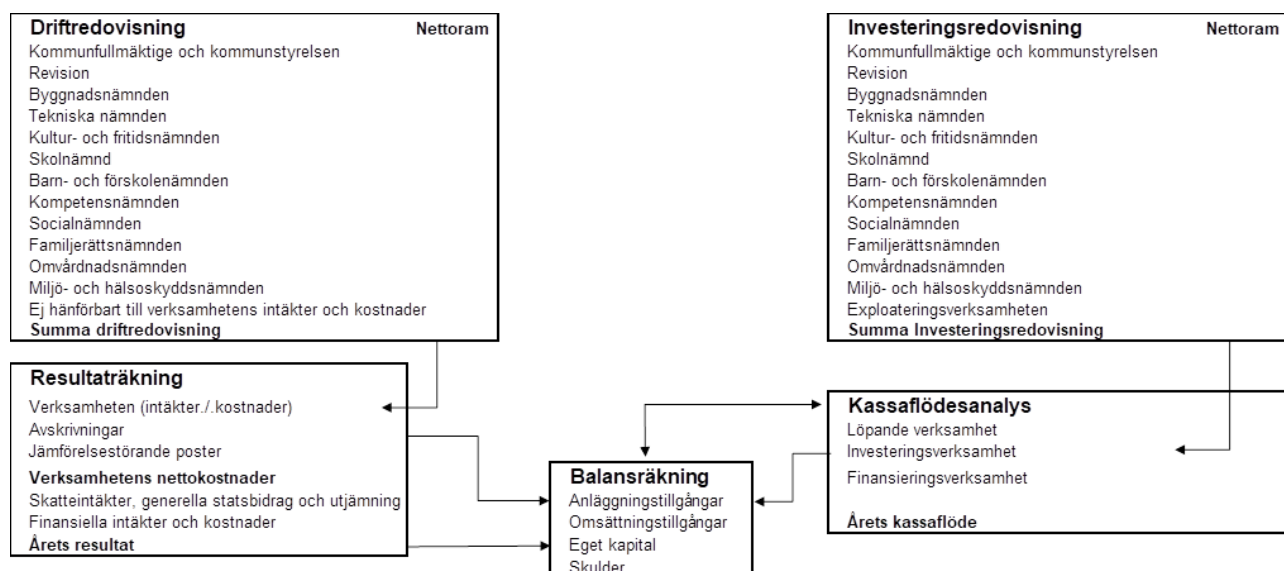 Driftredovisning Nettoram
Kommunfullmäktige och kommunstyrelsen
Revision
Byggnadsnämnden
Tekniska nämnden
Kultur- och fritidsnämnden
Skolnämnd
Barn- och förskolenämnden
Kompetensnämnden
Socialnämnden
Familjerättsnämnden
Omvårdnadsnämnden
Miljö- och hälsoskyddsnämnden
Ej hänförbart till verksamhetens intäkter och kostnader
Summa driftredovisning
Investeringsredovisning Nettoram
Kommunfullmäktige och kommunstyrelsen
Revision
Byggnadsnämnden
Tekniska nämnden
Kultur- och fritidsnämnden
Skolnämnd
Barn- och förskolenämnden
Kompetensnämnden
Socialnämnden
Familjerättsnämnden
Omvårdnadsnämnden
Miljö- och hälsoskyddsnämnden
Exploateringsverksamheten
Summa Investeringsredovisning
Resultaträkning
Verksamheten (intäkter./.kostnader)
Avskrivningar
Jämförelsestörande poster
Verksamhetens nettokostnader
Skatteintäkter, generella statsbidrag och utjämning
Finansiella intäkter och kostnader
Årets resultat
Balansräkning
Anläggningstillgångar
Omsättningstillgångar
Eget kapital
Skulder
Kassaflödesanalys
Löpande verksamhet
Investeringsverksamhet
Finansieringsverksamhet
Årets kassaflöde